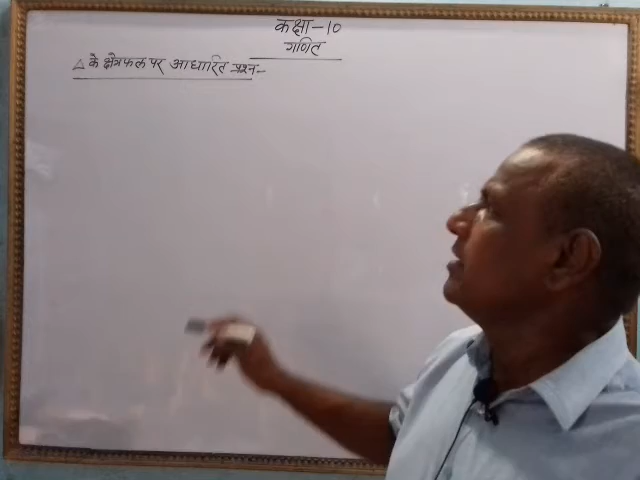 कक्षा-10
गणित
△ के क्षेत्रफल पर आधारित प्रश्न-